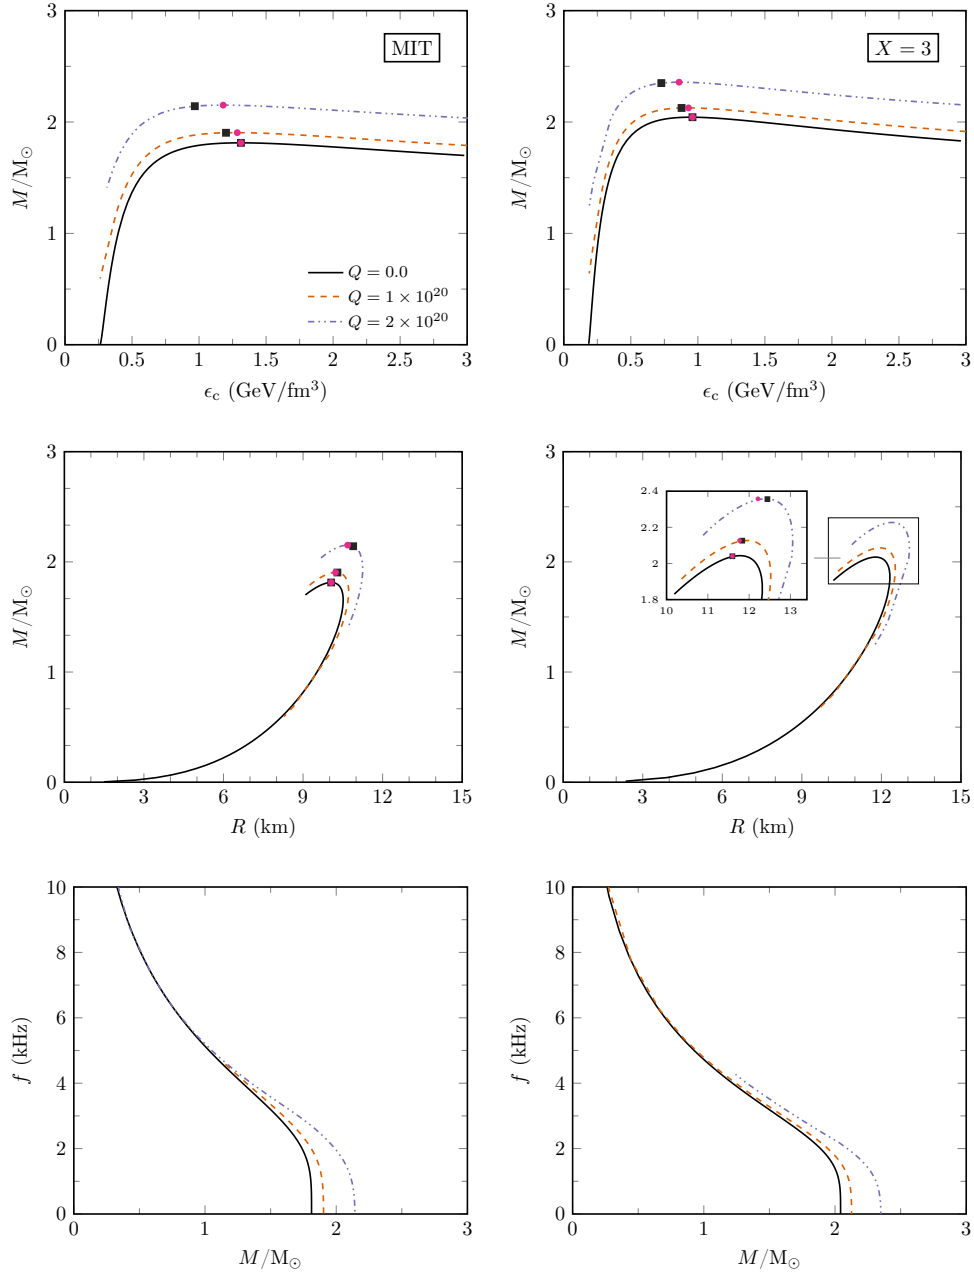 3
2
1
0
M/M⊙
MIT
Q = 0.0
Q = 1 × 10²⁰
Q = 2 × 10²⁰
0 0.5 1 1.5 2 2.5 3
ϵc (GeV/fm³)
3
2
1
0
M/M⊙
X = 3
0 0.5 1 1.5 2 2.5 3
ϵc (GeV/fm³)
3
2
1
0
M/M⊙
0 3 6 9 12 15
R (km)
3
2
1
0
M/M⊙
2.4
2.2
2
1.8
10 11 12 13
0 3 6 9 12 15
R (km)
10
8
6
4
2
0
f (kHz)
0 1 2 3
M/M⊙
10
8
6
4
2
0
f (kHz)
0 1 2 3
M/M⊙